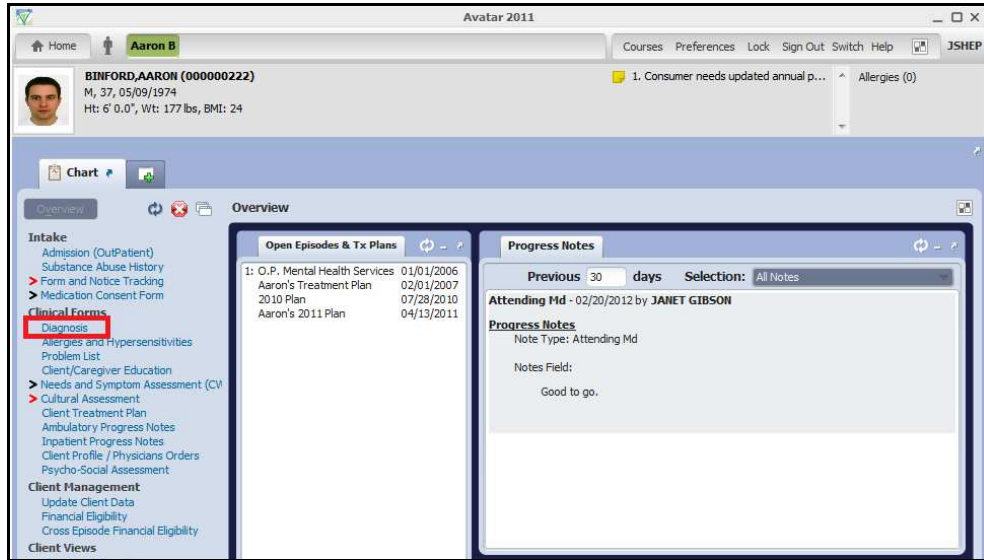 Avatar 2011
Home
Aaron B
Courses Preferences Lock Sign Out Switch Help
JSHEP
BINFORD,AARON (000000222)
M, 37, 05/09/1974
Ht: 6' 0.0", Wt: 177 lbs, BMI: 24
1. Consumer needs updated annual p...
Allergies (0)
Chart
Overview
Overview
Intake
Admission (OutPatient)
Substance Abuse History
Form and Notice Tracking
Medication Consent Form
Clinical Forms
Diagnosis
Allergies and Hypersensitivities
Problem List
Client/Caregiver Education
Needs and Symptom Assessment (CW
Cultural Assessment
Client Treatment Plan
Ambulatory Progress Notes
Inpatient Progress Notes
Client Profile / Physicians Orders
Psycho-Social Assessment
Client Management
Update Client Data
Financial Eligibility
Cross Episode Financial Eligibility
Client Views
Open Episodes & Tx Plans
1: O.P. Mental Health Services 01/01/2006
Aaron's Treatment Plan 02/01/2007
2010 Plan 07/28/2010
Aaron's 2011 Plan 04/13/2011
Progress Notes
Previous 30 days Selection: All Notes
Attending Md - 02/20/2012 by JANET GIBSON
Progress Notes
Note Type: Attending Md
Notes Field:
Good to go.